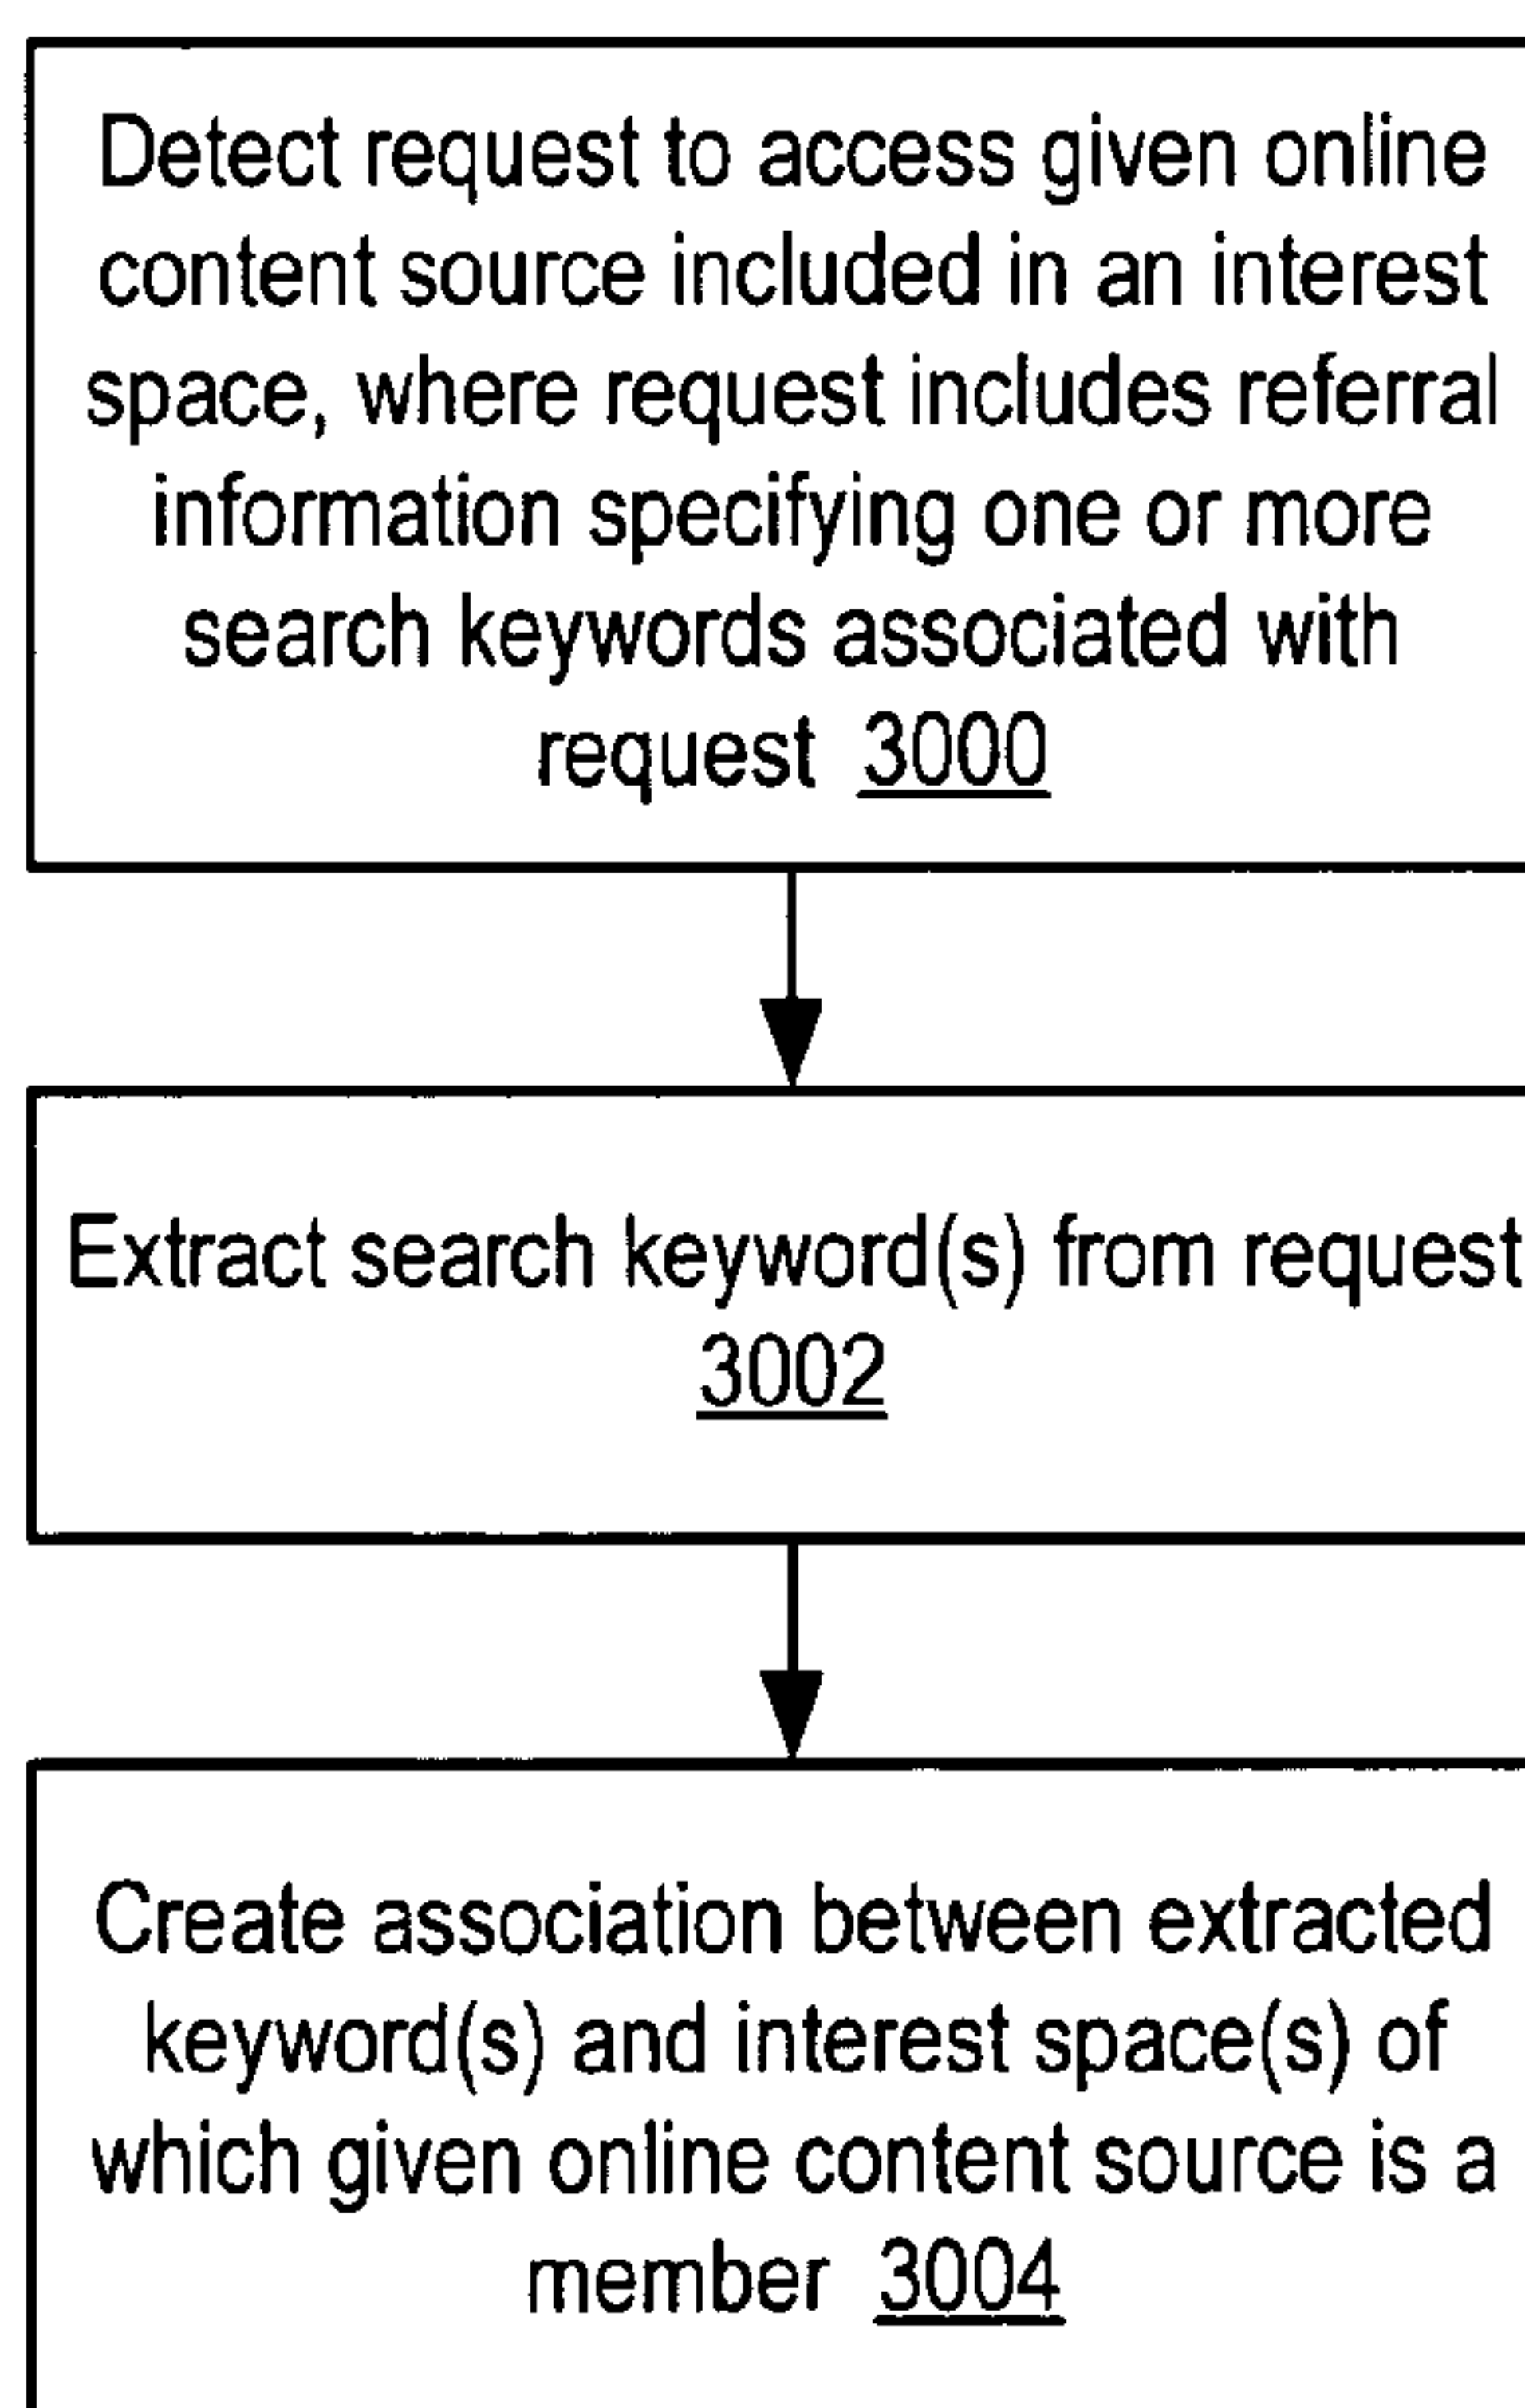 Detect request to access given online
content source included in an interest
space, where request includes referral
information specifying one or more
search keywords associated with
request 3000
Extract search keyword(s) from request
3002
Create association between extracted
keyword(s) and interest space(s) of
which given online content source is a
member 3004